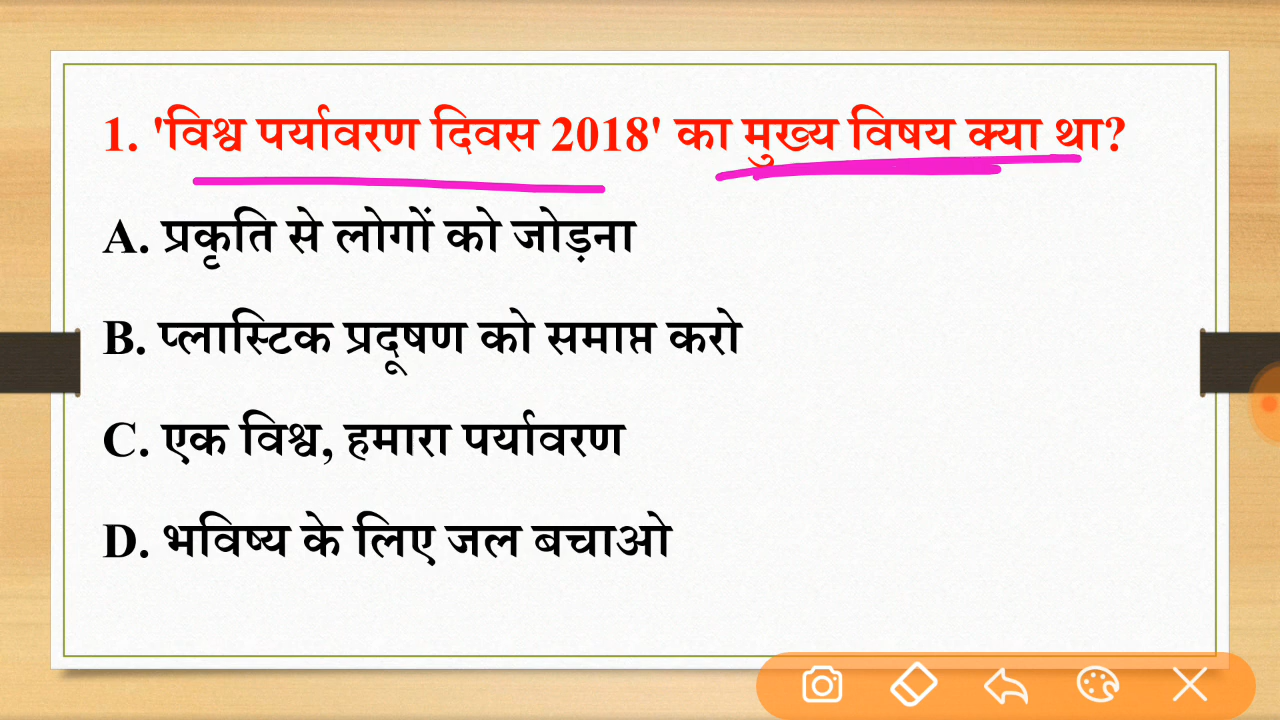 1. 'विश्व पर्यावरण दिवस 2018' का मुख्य विषय क्या था?
A. प्रकृति से लोगों को जोड़ना
B. प्लास्टिक प्रदूषण को समाप्त करो
C. एक विश्व, हमारा पर्यावरण
D. भविष्य के लिए जल बचाओ